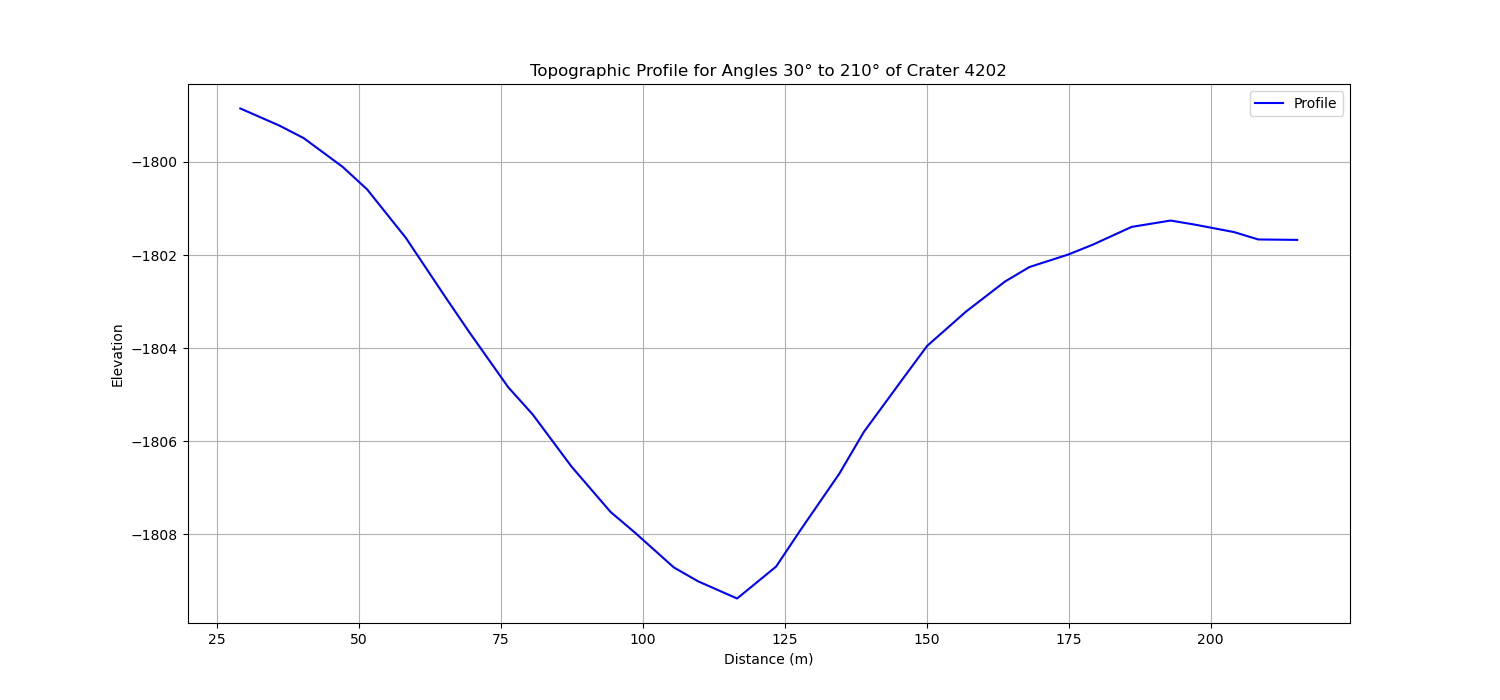 Topographic Profile for Angles 30° to 210° of Crater 4202
Profile
−1800
−1802
−1804
−1806
−1808
Elevation
25 50 75 100 125 150 175 200
Distance (m)